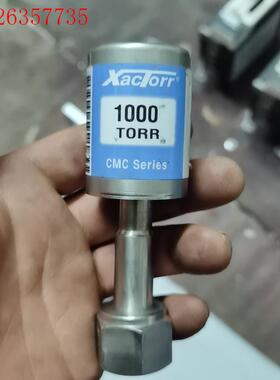 26357735
XacTorr®
1000
TORR
CMC Series